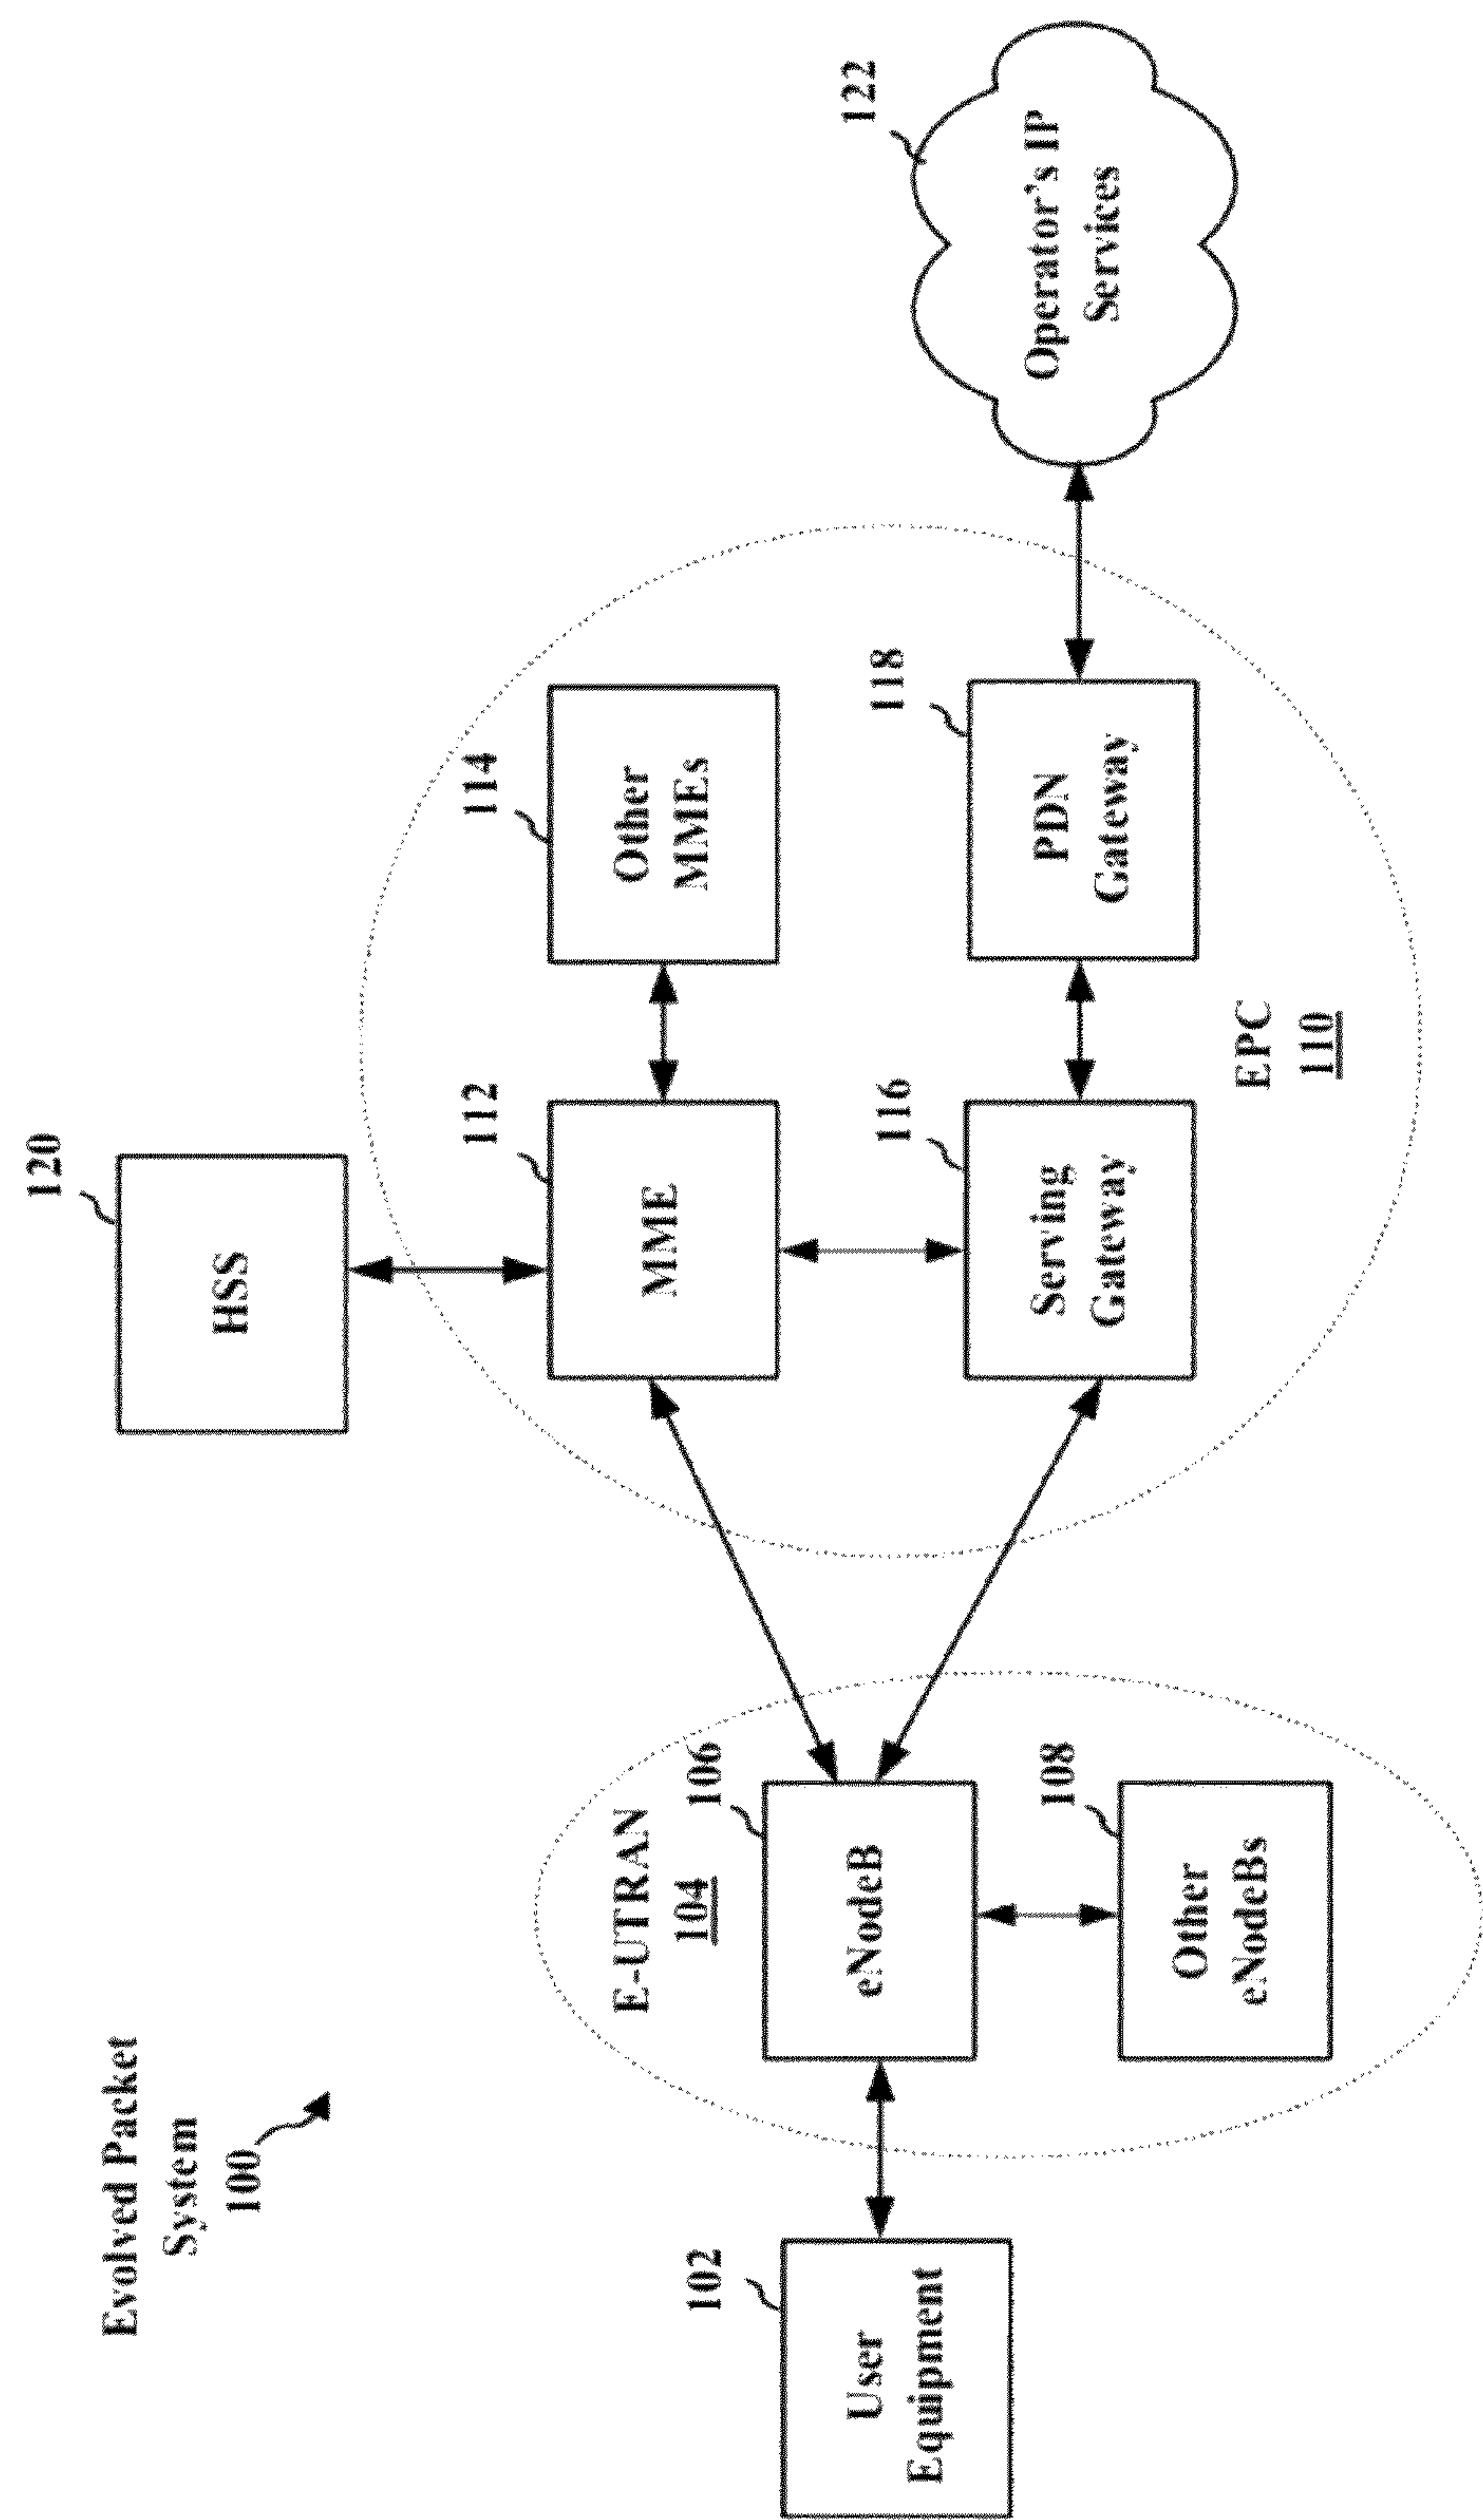 Evolved Packet
System
100
120
HSS
112
MME
114
Other
MMEs
E-UTRAN
104
102
User
Equipment
106
eNodeB
108
Other
eNodeBs
116
Serving
Gateway
118
PDN
Gateway
EPC
110
122
Operator's IP
Services